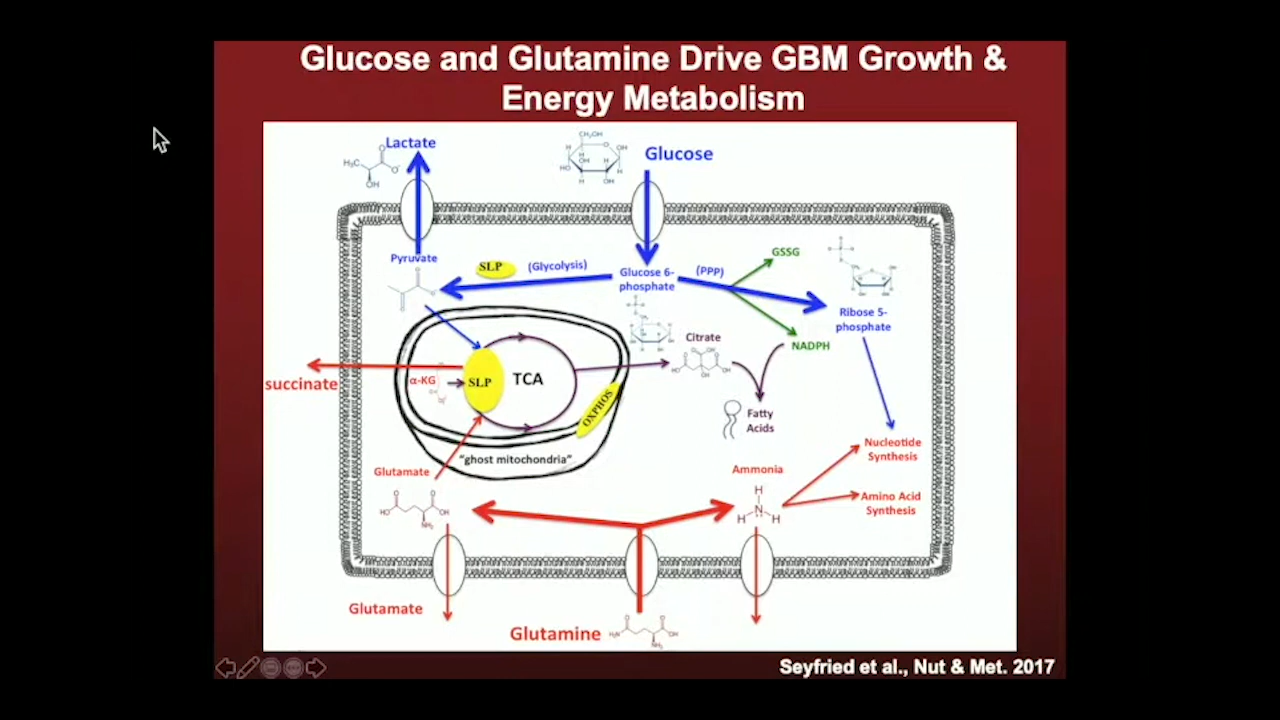 Glucose and Glutamine Drive GBM Growth &
Energy Metabolism
Lactate
Glucose
Pyruvate
SLP
(Glycolysis)
Glucose 6-
phosphate
(PPP)
GSSG
NADPH
Ribose 5-
phosphate
Citrate
Fatty
Acids
succinate
α-KG
SLP
TCA
OXPHOS
"ghost mitochondria"
Glutamate
Ammonia
Nucleotide
Synthesis
Amino Acid
Synthesis
Glutamate
Glutamine
Seyfried et al., Nut & Met. 2017